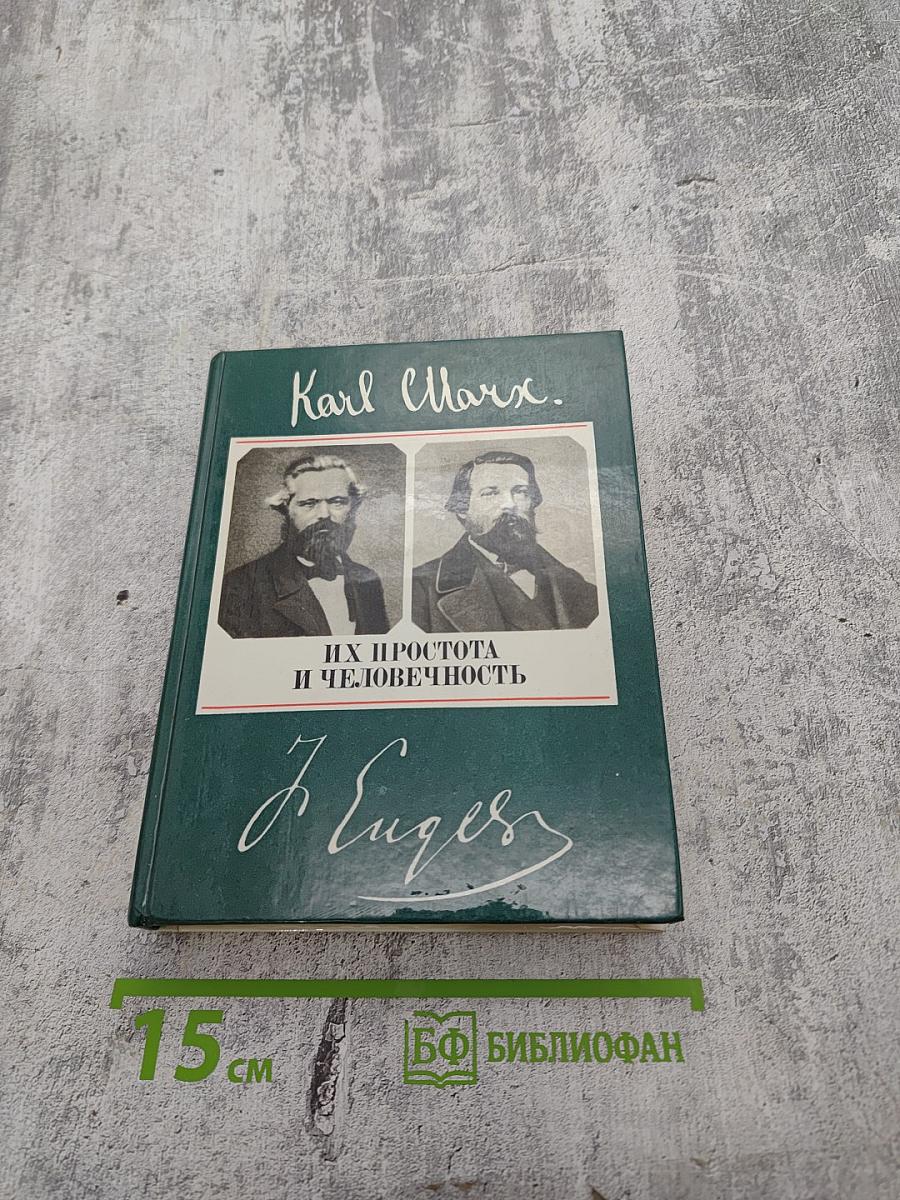 Karl Marx.
ИХ ПРОСТОТА
И ЧЕЛОВЕЧНОСТЬ
F Engels
15 см
БФ БИБЛИОФАН